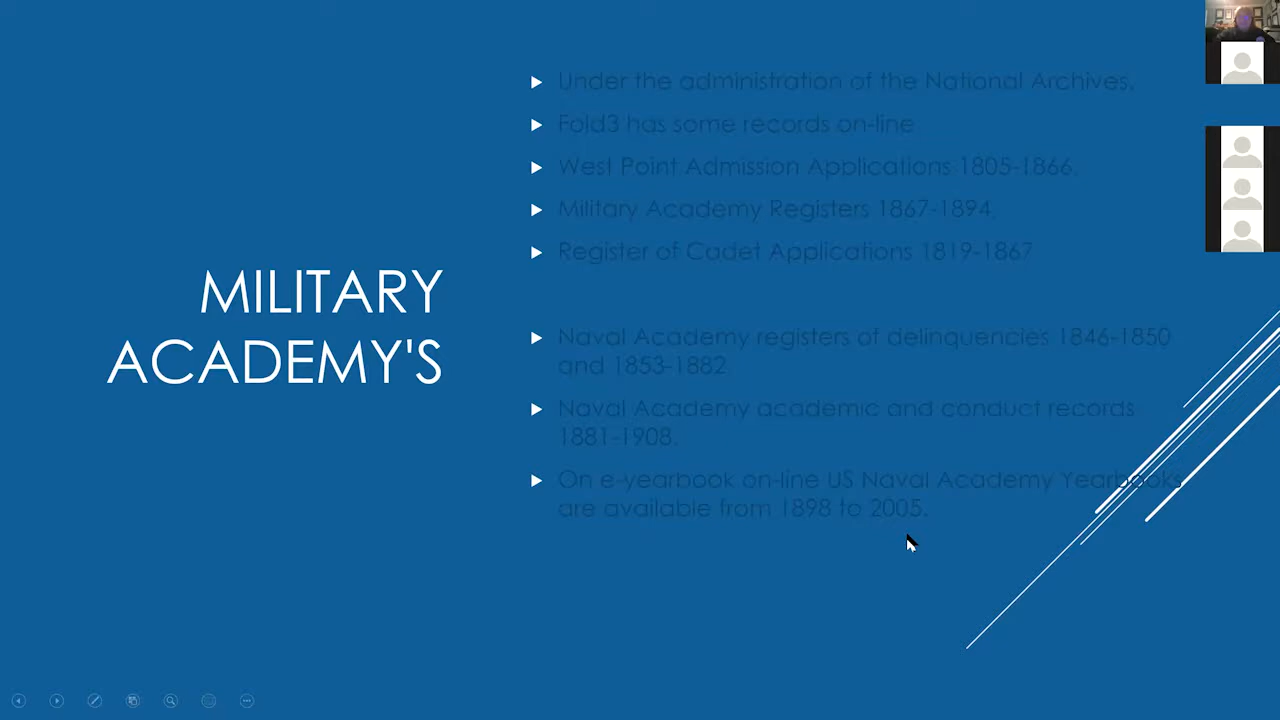 MILITARY
ACADEMY'S
Under the administration of the National Archives,
Fold3 has some records on-line
West Point Admission Applications 1805-1866,
Military Academy Registers 1867-1894,
Register of Cadet Applications 1819-1867
Naval Academy registers of delinquencies 1846-1850
and 1853-1882
Naval Academy academic and conduct records
1881-1908.
On e-yearbook on-line US Naval Academy Yearbooks
are available from 1898 to 2005.